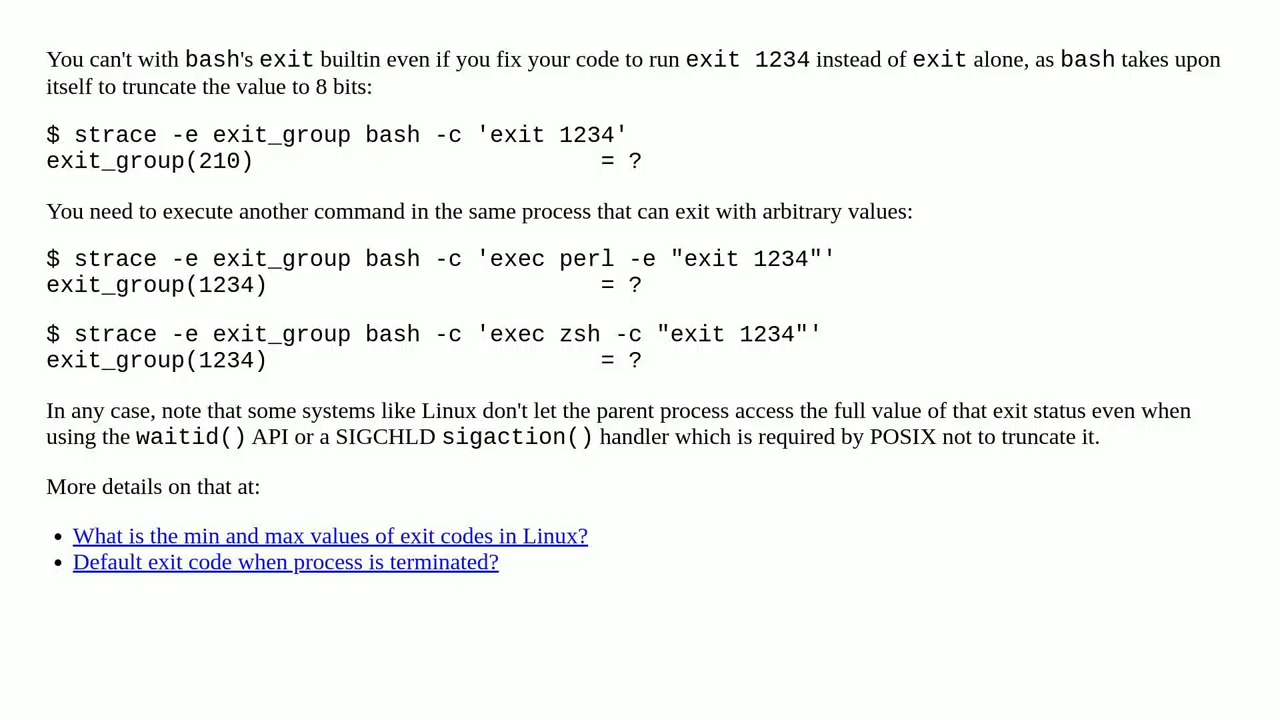 You can't with bash's exit builtin even if you fix your code to run exit 1234 instead of exit alone, as bash takes upon
itself to truncate the value to 8 bits:
$ strace -e exit_group bash -c 'exit 1234'
exit_group(210)                         = ?
You need to execute another command in the same process that can exit with arbitrary values:
$ strace -e exit_group bash -c 'exec perl -e "exit 1234"'
exit_group(1234)                        = ?
$ strace -e exit_group bash -c 'exec zsh -c "exit 1234"'
exit_group(1234)                        = ?
In any case, note that some systems like Linux don't let the parent process access the full value of that exit status even when
using the waitid() API or a SIGCHLD sigaction() handler which is required by POSIX not to truncate it.
More details on that at:
• What is the min and max values of exit codes in Linux?
• Default exit code when process is terminated?